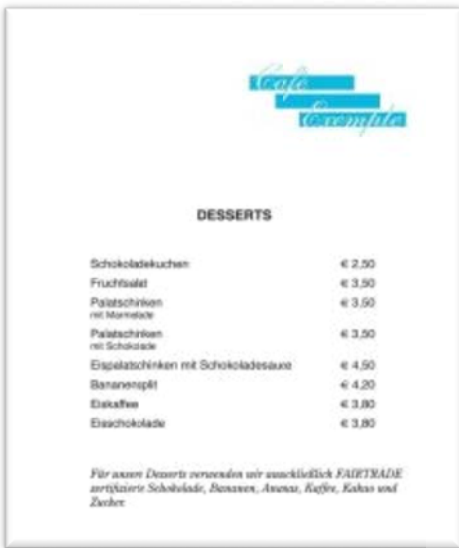 Café
Exemple
DESSERTS
Schokoladekuchen € 2,50
Fruchtsalat € 3,50
Palatschinken € 3,50
mit Marmelade
Palatschinken € 3,50
mit Schokolade
Eispalatschinken mit Schokoladesauce € 4,50
Bananensplit € 4,20
Eiskaffee € 3,80
Eisschokolade € 3,80
Für unsere Desserts verwenden wir ausschließlich FAIRTRADE
zertifizierte Schokolade, Bananen, Ananas, Kaffee, Kakao und
Zucker.